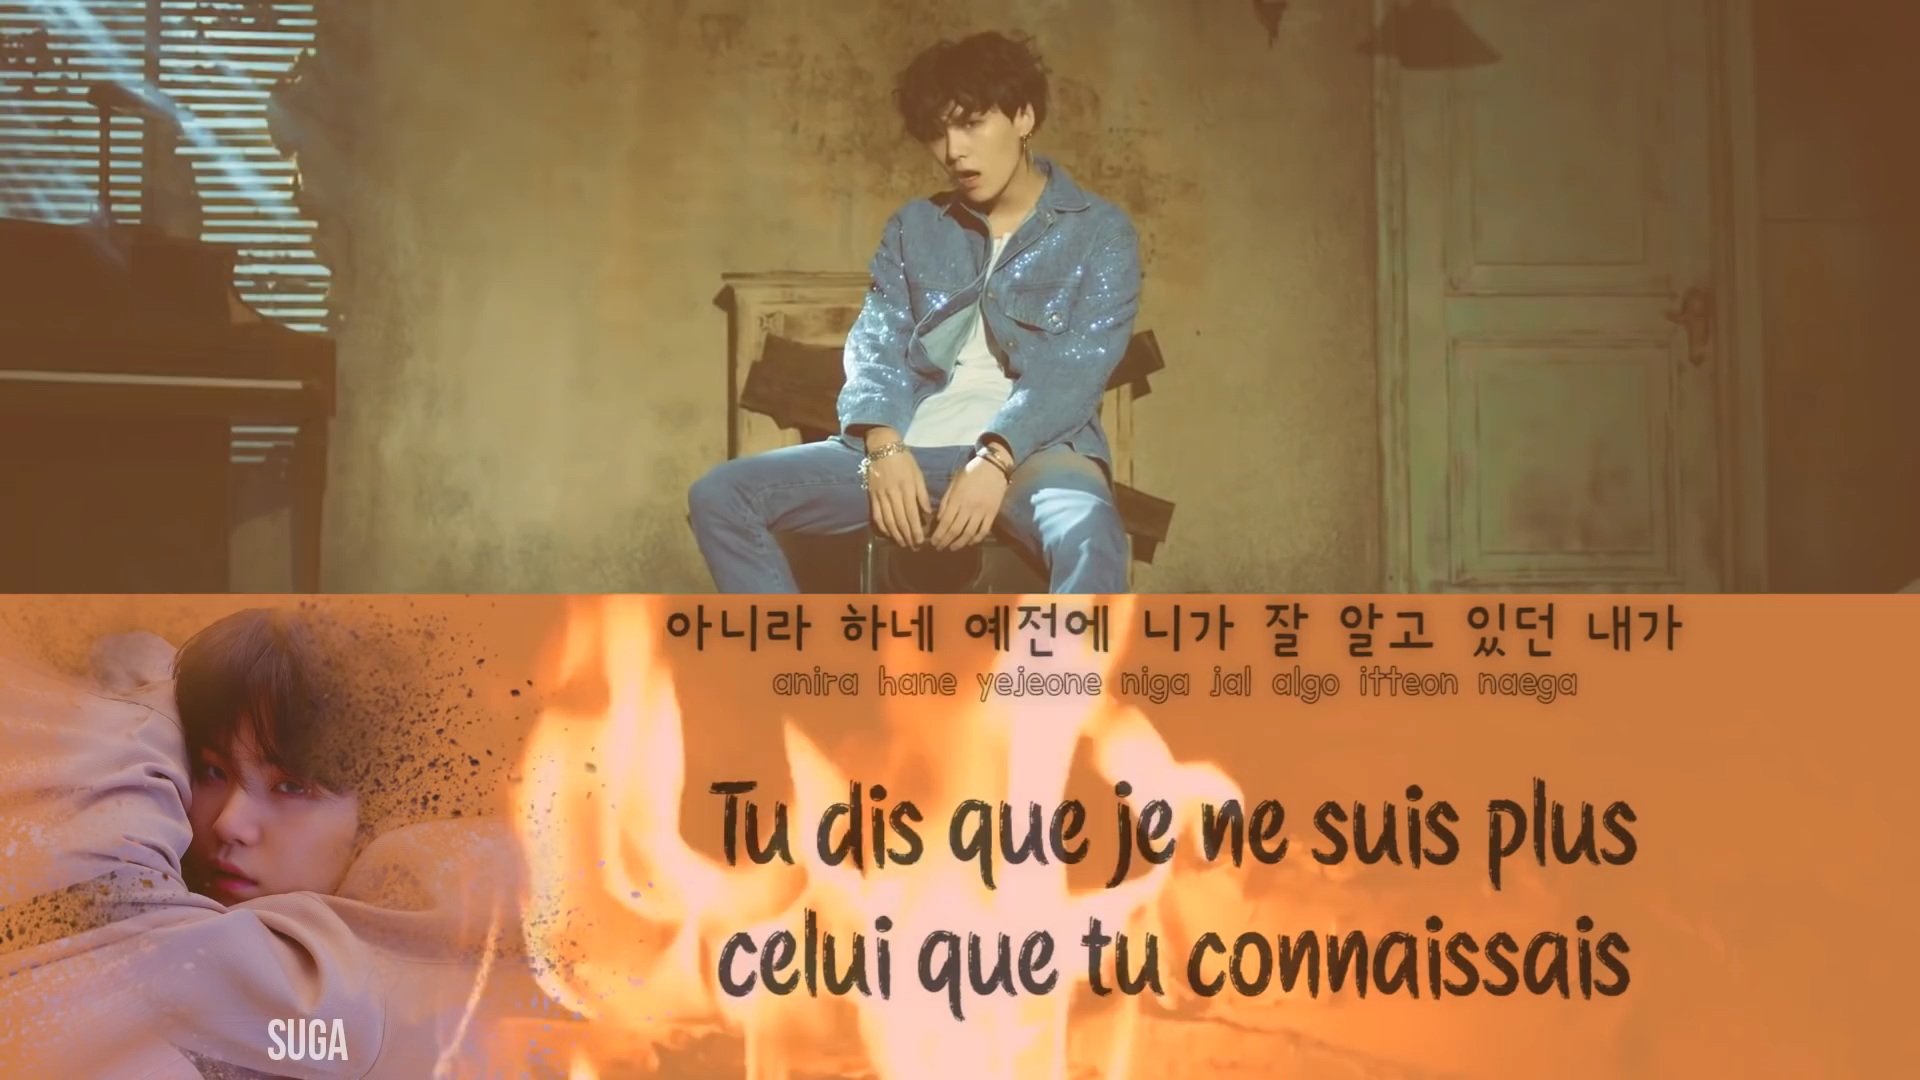 아니라 하네 예전에 니가 잘 알고 있던 내가
anira hane yejeone niga jal algo itteon naega
Tu dis que je ne suis plus
celui que tu connaissais
SUGA